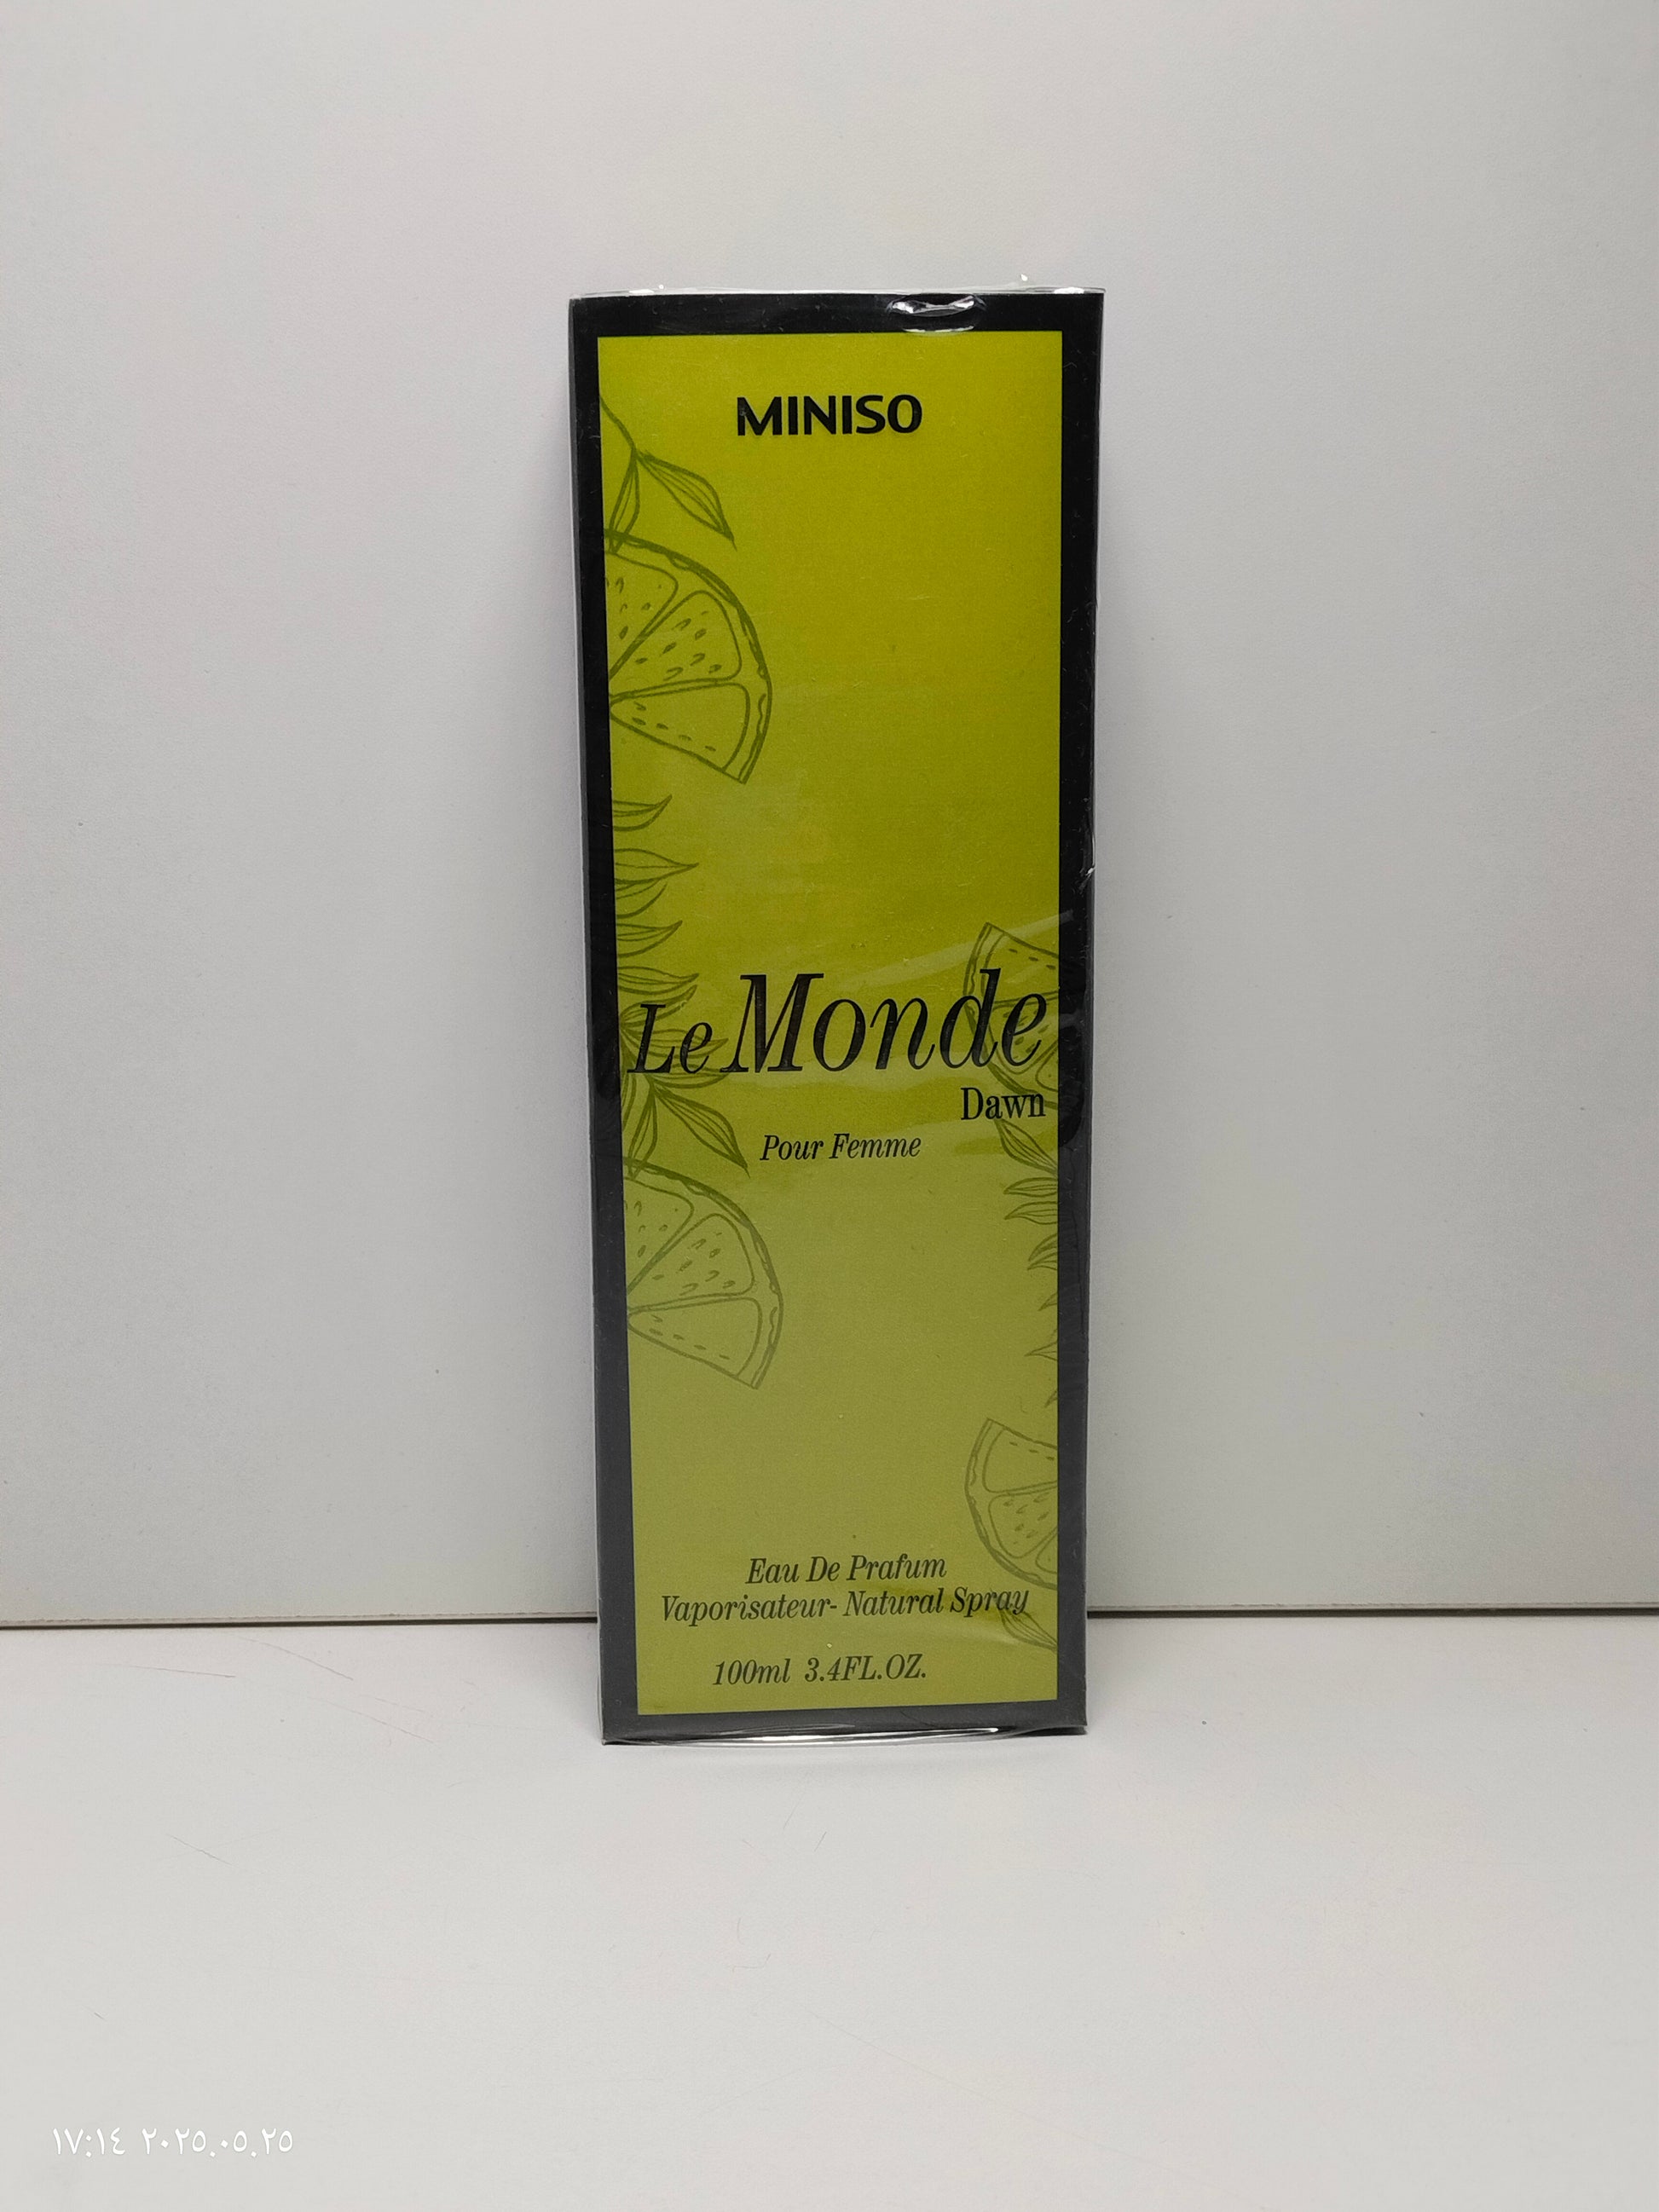 MINISO
Le Monde
Dawn
Pour Femme
Eau De Prafum
Vaporisateur- Natural Spray
100ml 3.4FL.OZ.
١٧:١٤ ٢٠٢٥.٠٥.٢٥